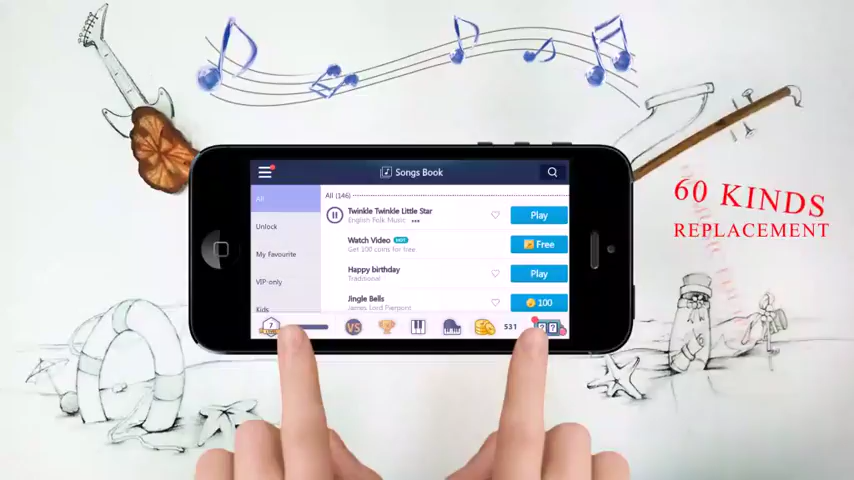 Songs Book
All
Unlock
My favourite
VIP only
Kids
All (146)
Twinkle Twinkle Little Star
English Folk Music
Play
Watch Video HOT
Get 100 coins for free
Free
Happy birthday
Traditional
Play
Jingle Bells
James Lord Pierpont
100
7
VS
531
? ?
60 KINDS
REPLACEMENT